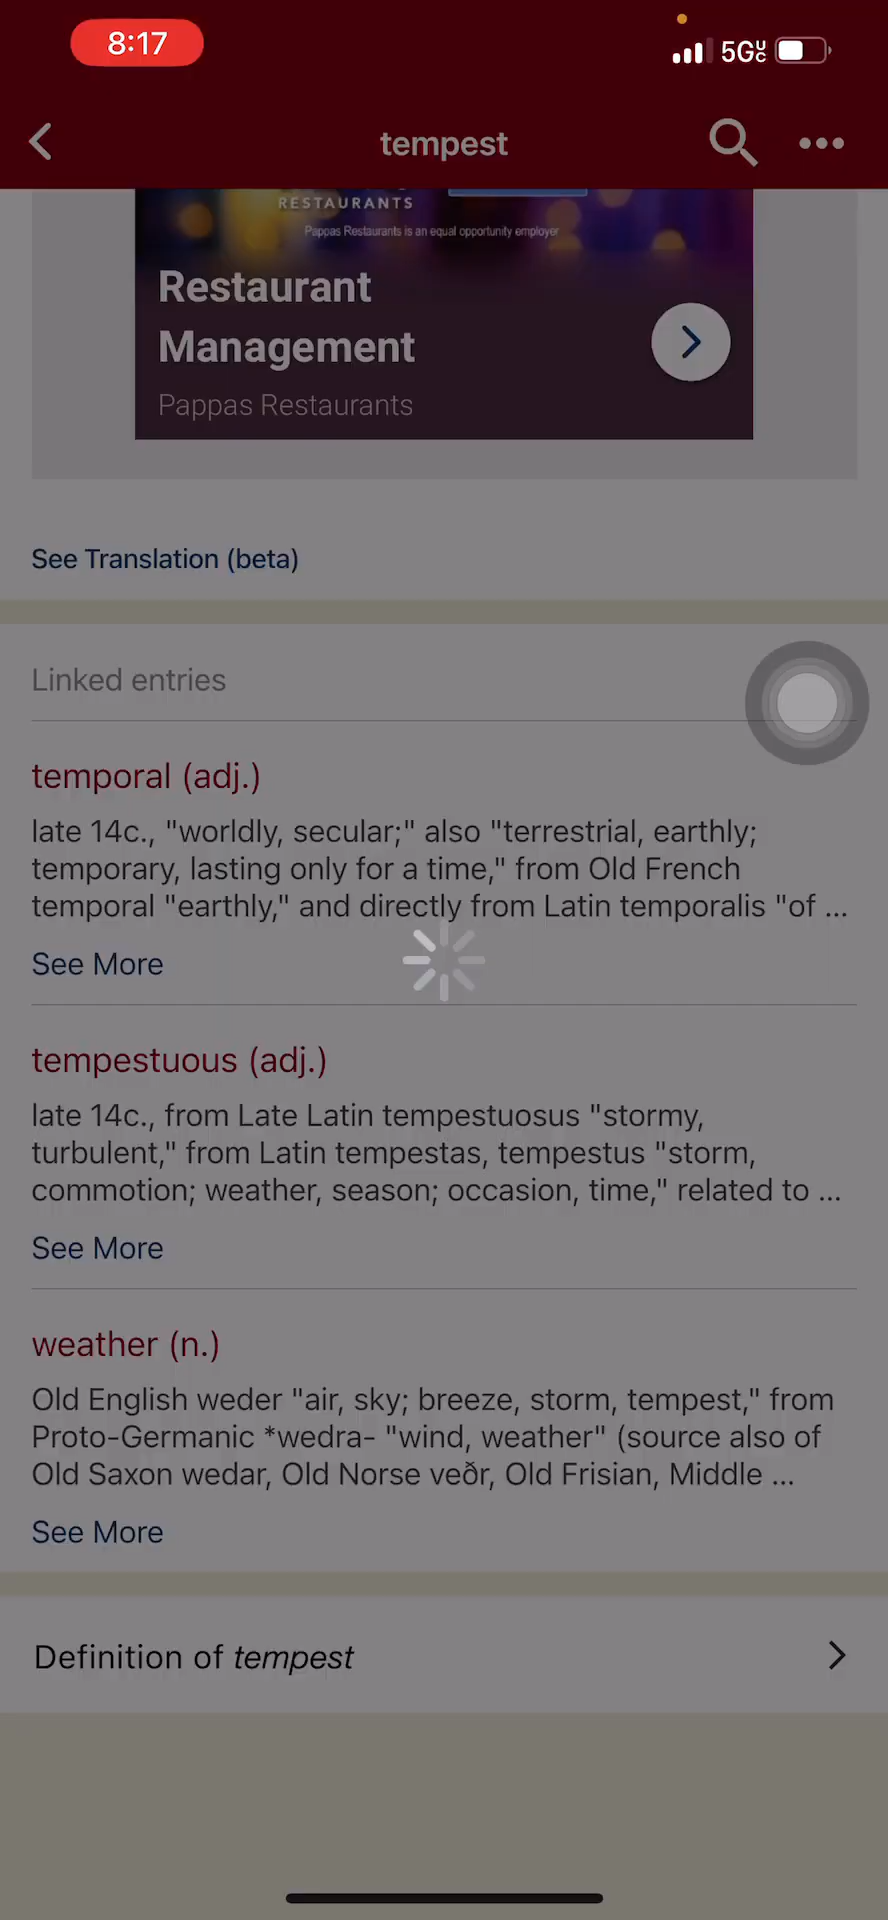 8:17
5GUC
tempest
RESTAURANTS
Pappas Restaurants is an equal opportunity employer
Restaurant
Management
Pappas Restaurants
See Translation (beta)
Linked entries
temporal (adj.)
late 14c., "worldly, secular;" also "terrestrial, earthly;
temporary, lasting only for a time," from Old French
temporal "earthly," and directly from Latin temporalis "of ...
See More
tempestuous (adj.)
late 14c., from Late Latin tempestuosus "stormy,
turbulent," from Latin tempestas, tempestus "storm,
commotion; weather, season; occasion, time," related to ...
See More
weather (n.)
Old English weder "air, sky; breeze, storm, tempest," from
Proto-Germanic *wedra- "wind, weather" (source also of
Old Saxon wedar, Old Norse veðr, Old Frisian, Middle ...
See More
Definition of tempest